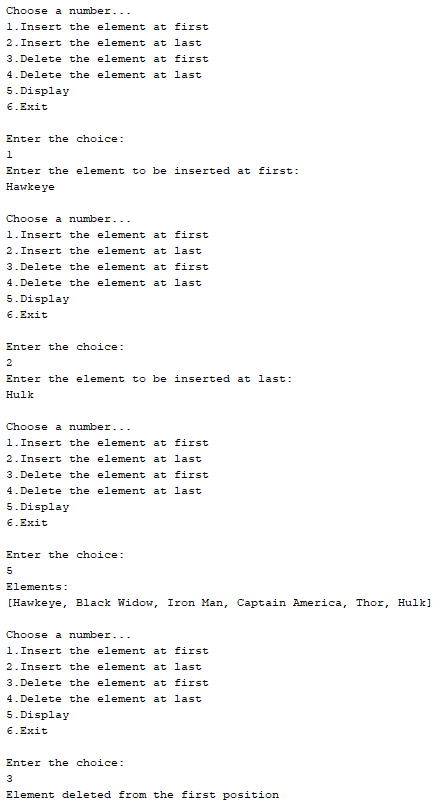 Choose a number...
1.Insert the element at first
2.Insert the element at last
3.Delete the element at first
4.Delete the element at last
5.Display
6.Exit
Enter the choice:
1
Enter the element to be inserted at first:
Hawkeye
Choose a number...
1.Insert the element at first
2.Insert the element at last
3.Delete the element at first
4.Delete the element at last
5.Display
6.Exit
Enter the choice:
2
Enter the element to be inserted at last:
Hulk
Choose a number...
1.Insert the element at first
2.Insert the element at last
3.Delete the element at first
4.Delete the element at last
5.Display
6.Exit
Enter the choice:
5
Elements:
[Hawkeye, Black Widow, Iron Man, Captain America, Thor, Hulk]
Choose a number...
1.Insert the element at first
2.Insert the element at last
3.Delete the element at first
4.Delete the element at last
5.Display
6.Exit
Enter the choice:
3
Element deleted from the first position